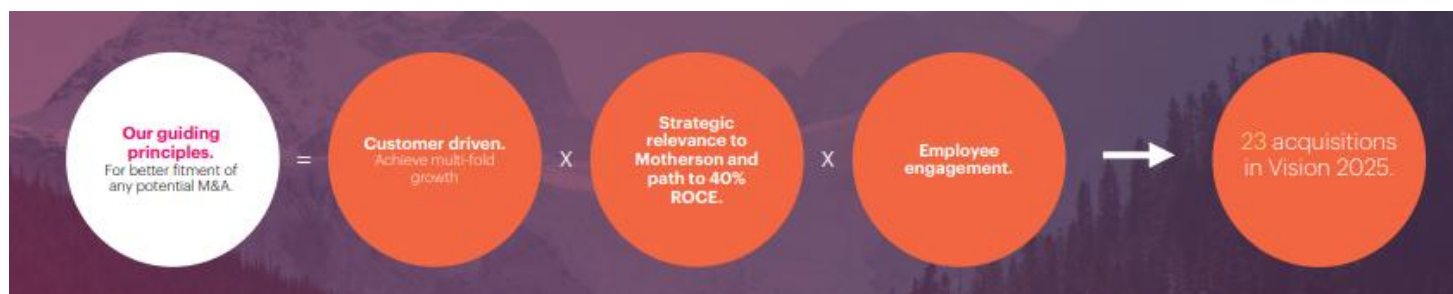 Our guiding
principles.
For better fitment of
any potential M&A.
=
Customer driven.
Achieve multi-fold
growth
X
Strategic
relevance to
Motherson and
path to 40%
ROCE.
X
Employee
engagement.
23 acquisitions
in Vision 2025.